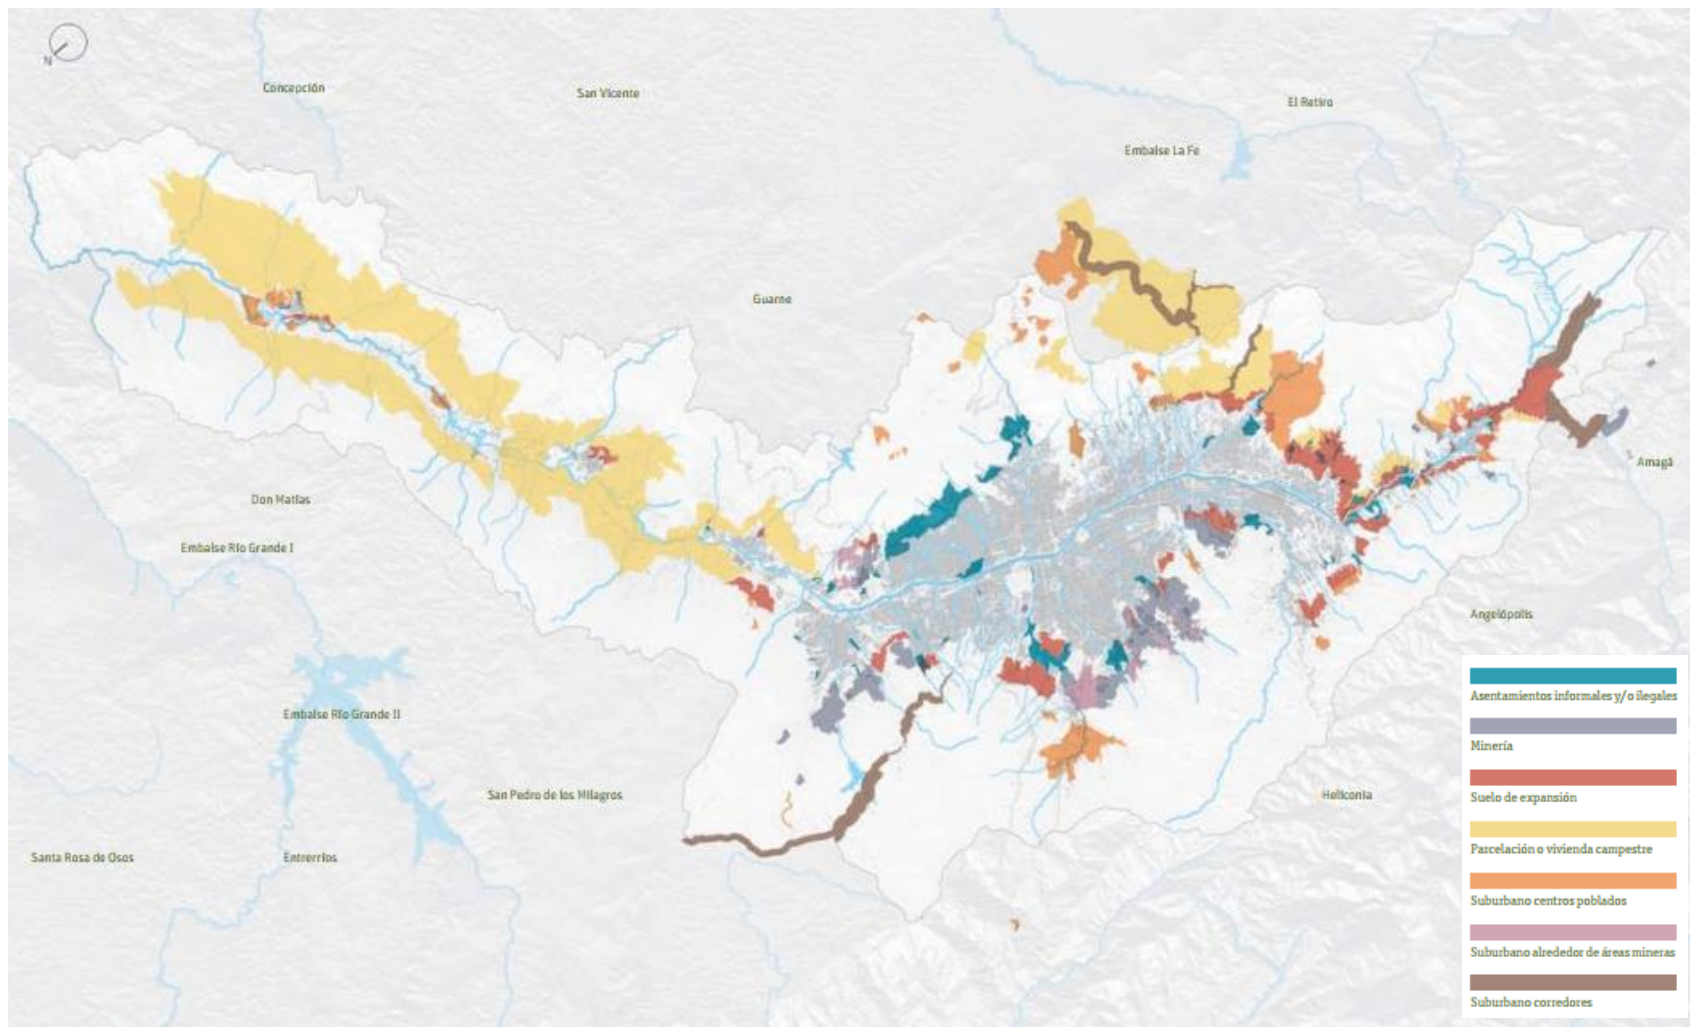 N
Concepción
San Vicente
El Retiro
Embalse La Fe
Guarne
Amagá
Don Matías
Embalse Río Grande I
Angelópolis
Embalse Río Grande II
San Pedro de los Milagros
Heliconia
Santa Rosa de Osos
Entrerríos
Asentamientos informales y/o ilegales
Minería
Suelo de expansión
Parcelación o vivienda campestre
Suburbano centros poblados
Suburbano alrededor de áreas mineras
Suburbano corredores